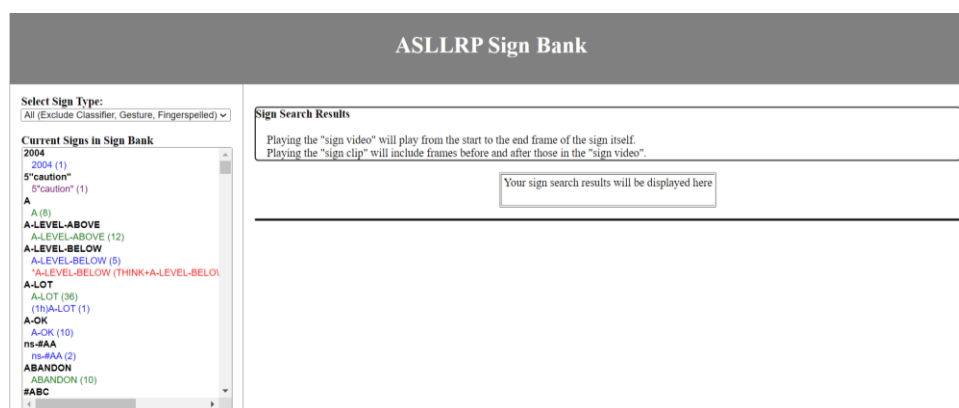 ASLLRP Sign Bank
Select Sign Type:
All (Exclude Classifier, Gesture, Fingerspelled)
Current Signs in Sign Bank
2004
2004 (1)
5"caution"
5"caution" (1)
A
A (8)
A-LEVEL-ABOVE
A-LEVEL-ABOVE (12)
A-LEVEL-BELOW
A-LEVEL-BELOW (5)
*A-LEVEL-BELOW (THINK+A-LEVEL-BELOW
A-LOT
A-LOT (36)
(1h)A-LOT (1)
A-OK
A-OK (10)
ns-#AA
ns-#AA (2)
ABANDON
ABANDON (10)
#ABC
Sign Search Results
Playing the "sign video" will play from the start to the end frame of the sign itself.
Playing the "sign clip" will include frames before and after those in the "sign video".
Your sign search results will be displayed here